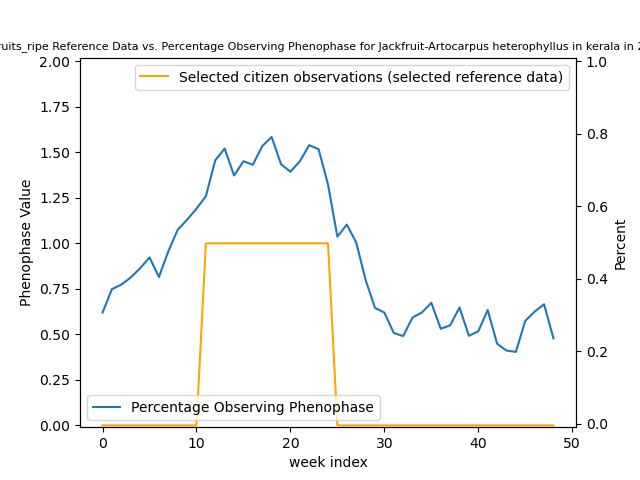 ruits_ripe Reference Data vs. Percentage Observing Phenophase for Jackfruit-Artocarpus heterophyllus in kerala in 2
2.00
1.75
1.50
1.25
1.00
0.75
0.50
0.25
0.00
Phenophase Value
Selected citizen observations (selected reference data)
Percentage Observing Phenophase
1.0
0.8
0.6
0.4
0.2
0.0
Percent
0 10 20 30 40 50
week index